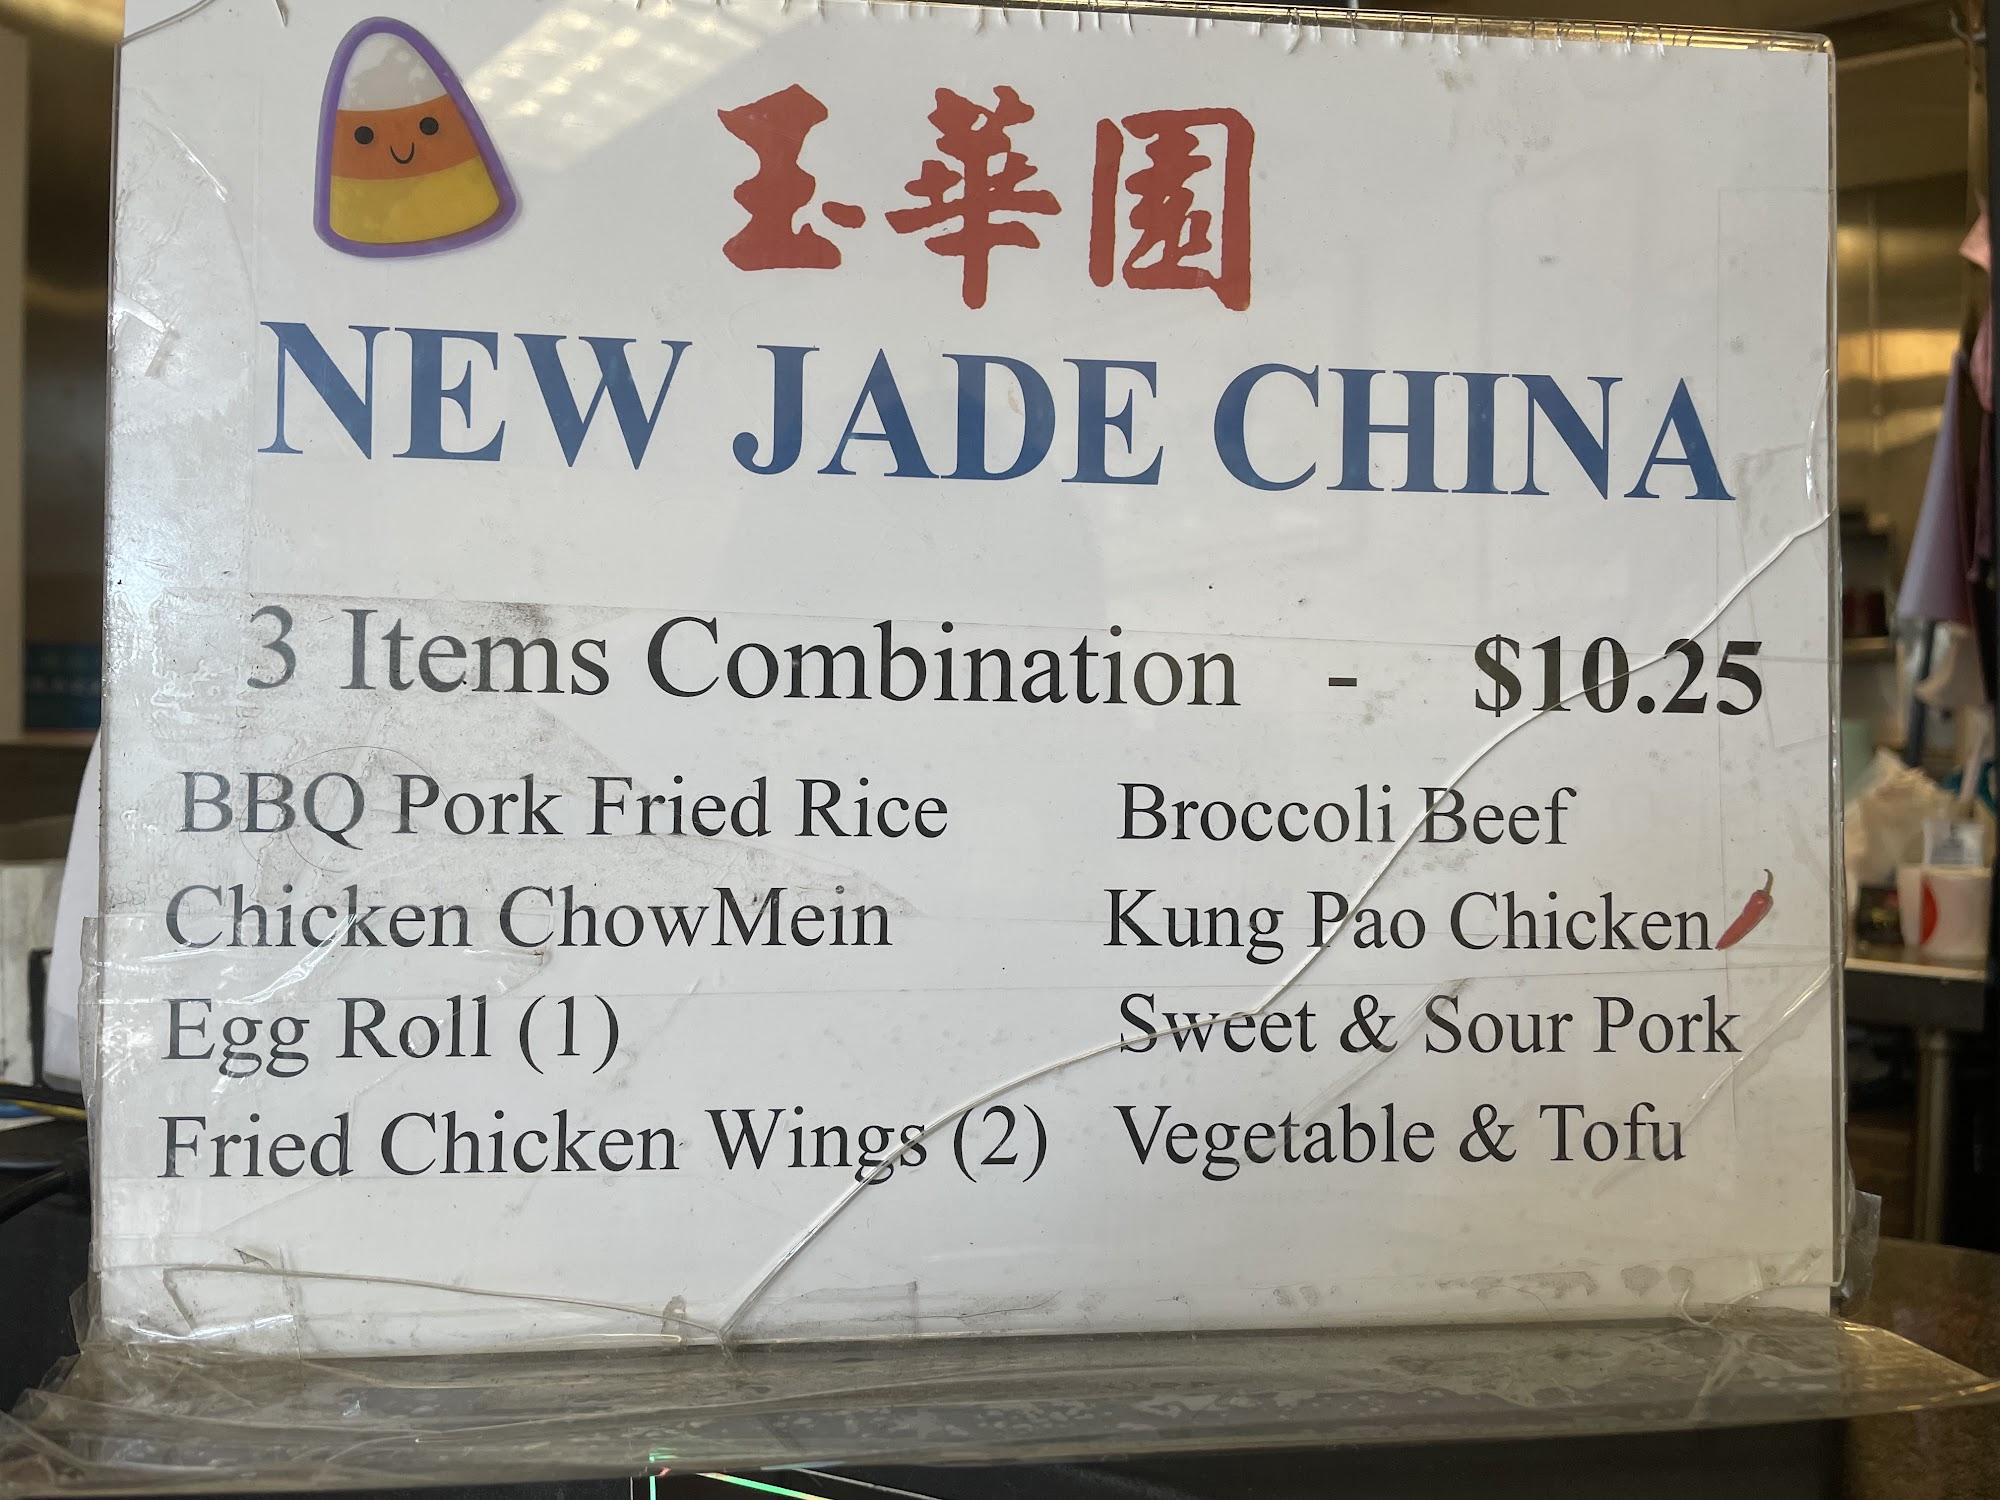 玉華園
NEW JADE CHINA
3 Items Combination - $10.25
BBQ Pork Fried Rice
Chicken ChowMein
Egg Roll (1)
Fried Chicken Wings (2)
Broccoli Beef
Kung Pao Chicken
Sweet & Sour Pork
Vegetable & Tofu